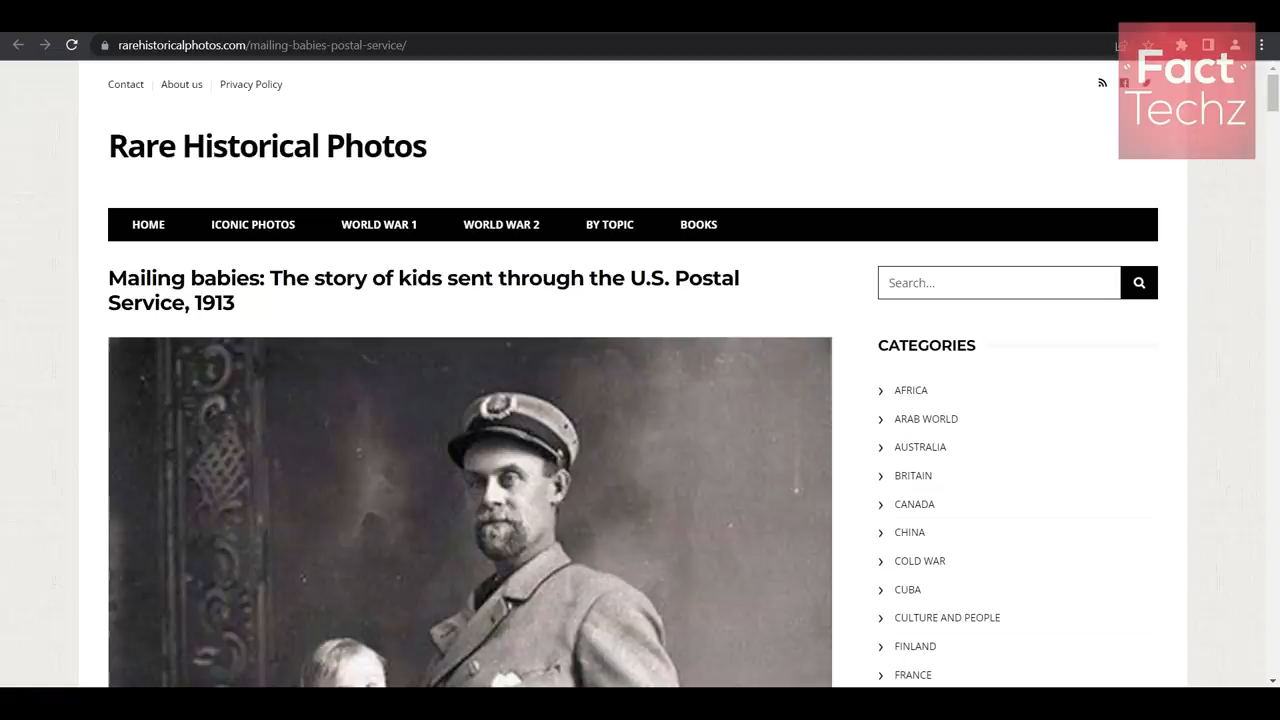 rarehistoricalphotos.com/mailing-babies-postal-service/
Fact
Techz
Contact
About us
Privacy Policy
Rare Historical Photos
HOME
ICONIC PHOTOS
WORLD WAR 1
WORLD WAR 2
BY TOPIC
BOOKS
Mailing babies: The story of kids sent through the U.S. Postal
Service, 1913
Search...
CATEGORIES
AFRICA
ARAB WORLD
AUSTRALIA
BRITAIN
CANADA
CHINA
COLD WAR
CUBA
CULTURE AND PEOPLE
FINLAND
FRANCE